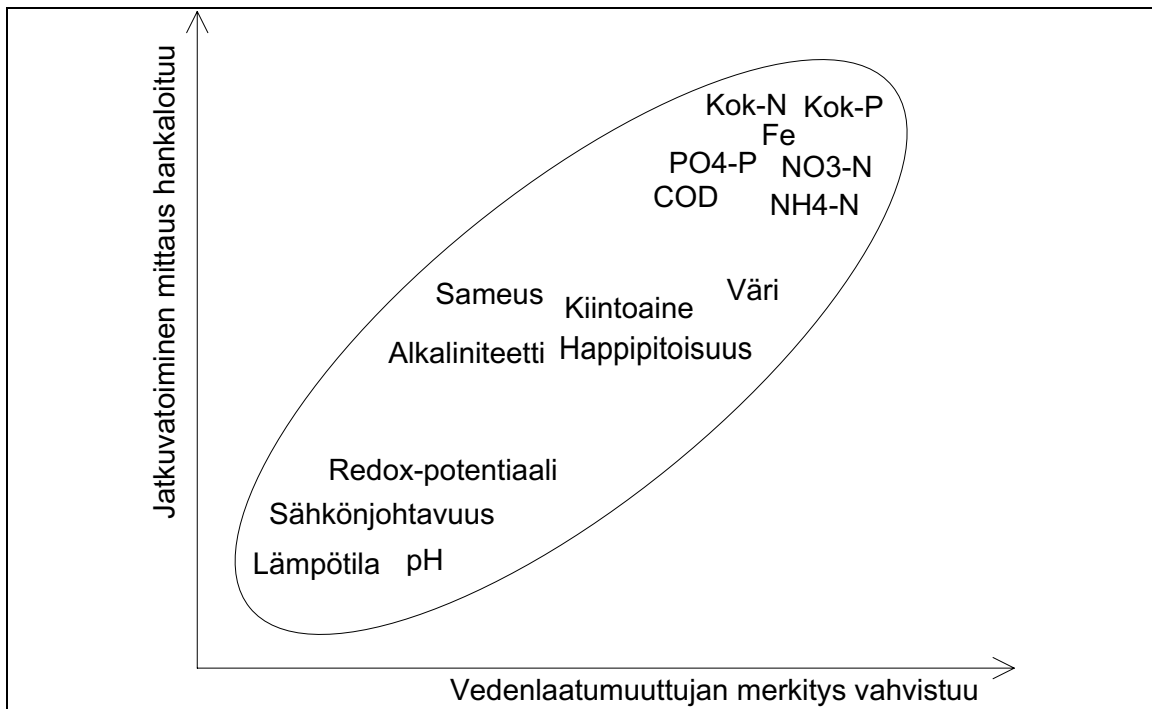 Jatkuvatoiminen mittaus hankaloituu
Kok-N Kok-P
Fe
PO4-P NO3-N
COD NH4-N
Sameus Kiintoaine Väri
Alkaliniteetti Happipitoisuus
Redox-potentiaali
Sähkönjohtavuus
Lämpötila pH
Vedenlaatumuuttujan merkitys vahvistuu